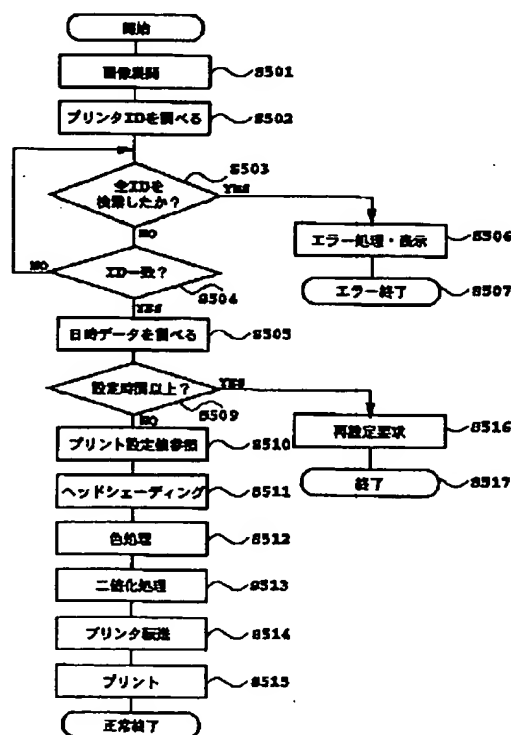 開始
画像展開 S501
プリンタIDを調べる S502
S503
全IDを
検索したか?
YES
NO
エラー処理・表示 S506
NO
ID一致?
S504
エラー終了 S507
YES
日時データを調べる S505
設定時間以上?
YES
S509
NO
プリント設定値参照 S510
再設定要求 S516
ヘッドシェーディング S511
終了 S517
色処理 S512
二値化処理 S513
プリンタ転送 S514
プリント S515
正常終了